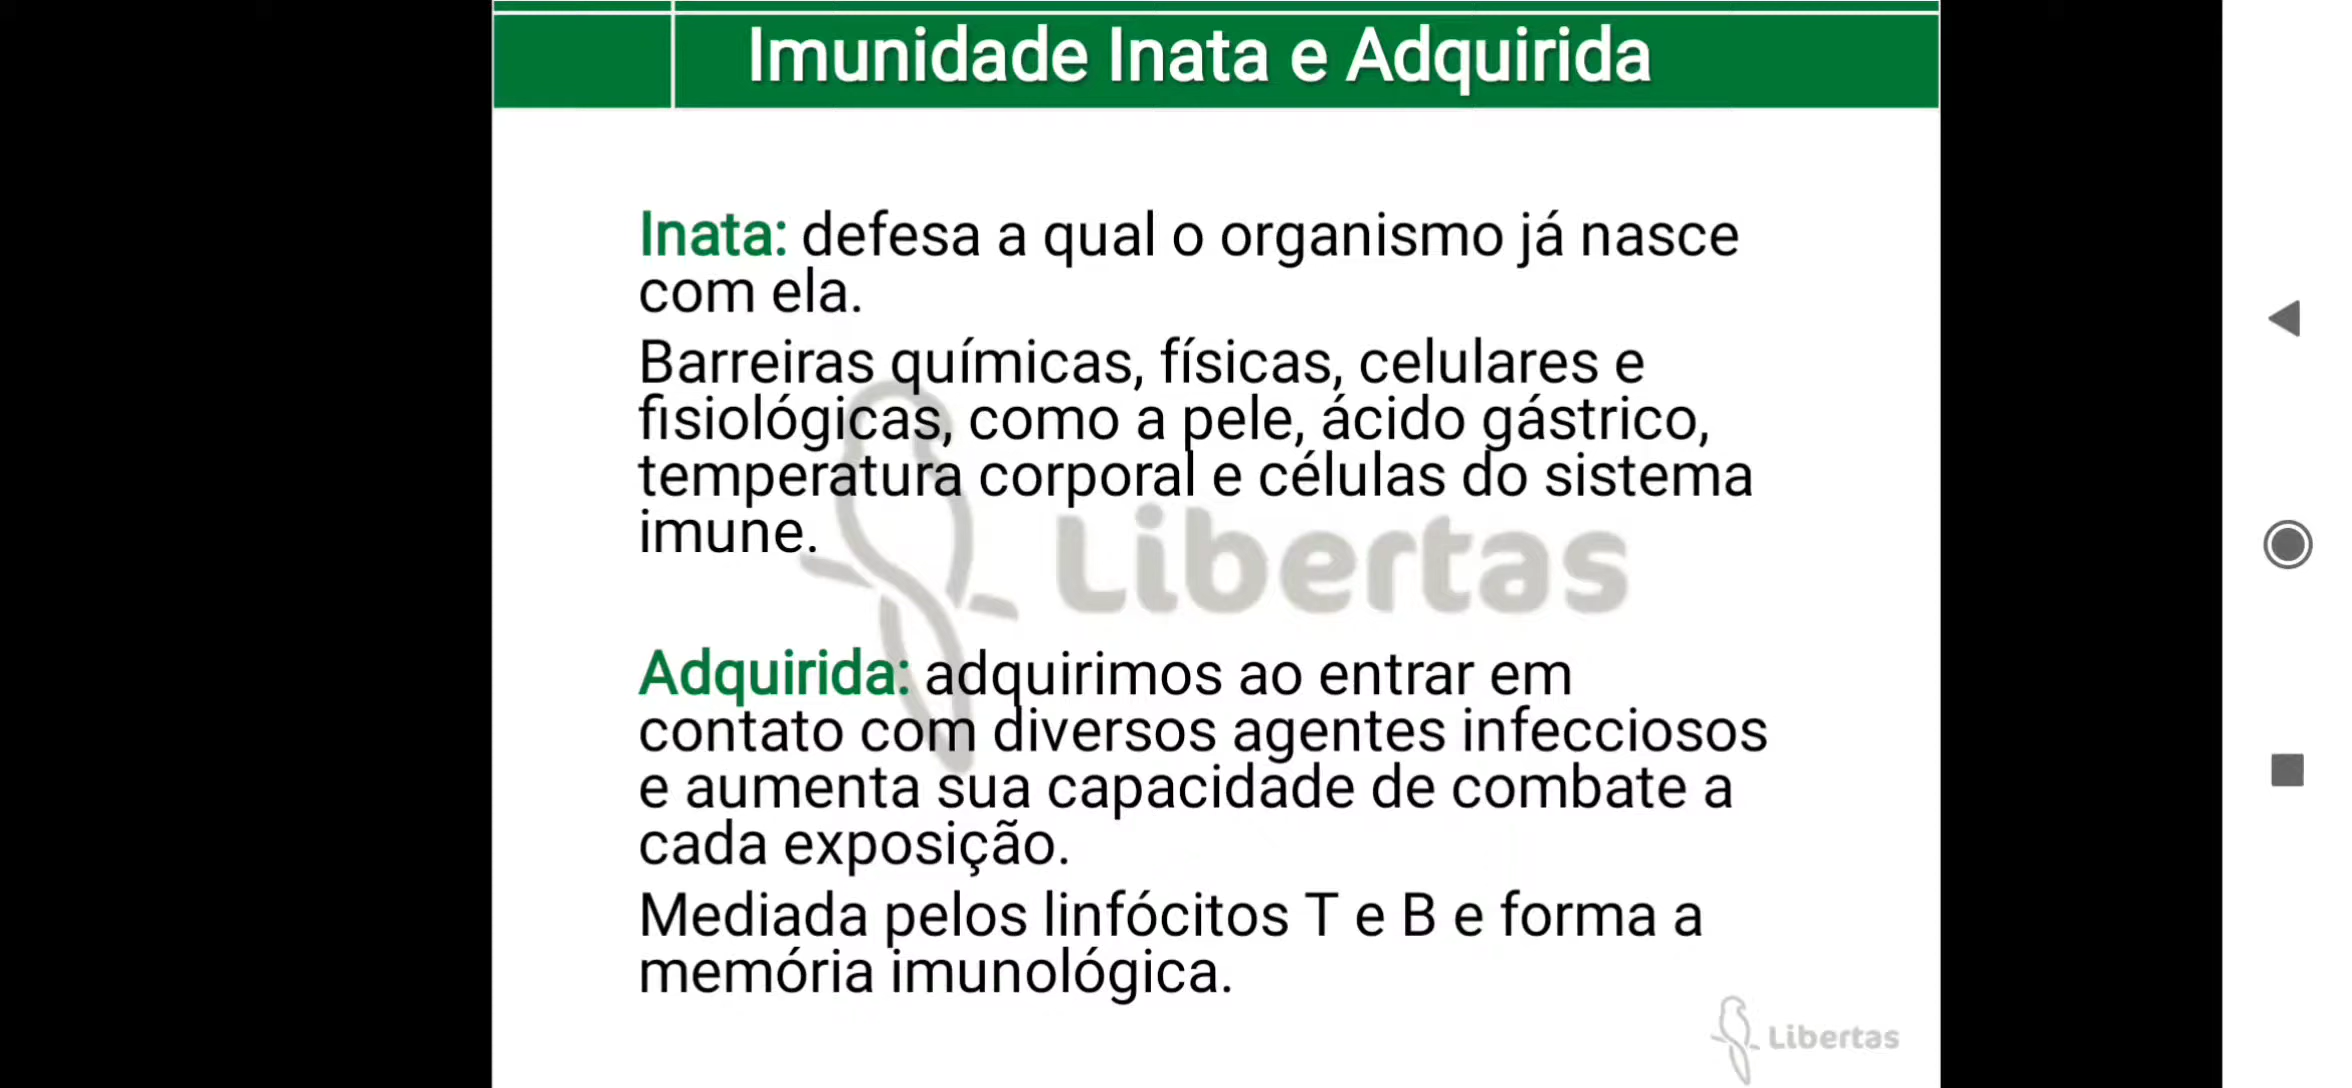 Imunidade Inata e Adquirida
Inata: defesa a qual o organismo já nasce
com ela.
Barreiras químicas, físicas, celulares e
fisiológicas, como a pele, ácido gástrico,
temperatura corporal e células do sistema
imune.
Libertas
Adquirida: adquirimos ao entrar em
contato com diversos agentes infecciosos
e aumenta sua capacidade de combate a
cada exposição.
Mediada pelos linfócitos T e B e forma a
memória imunológica.
Libertas